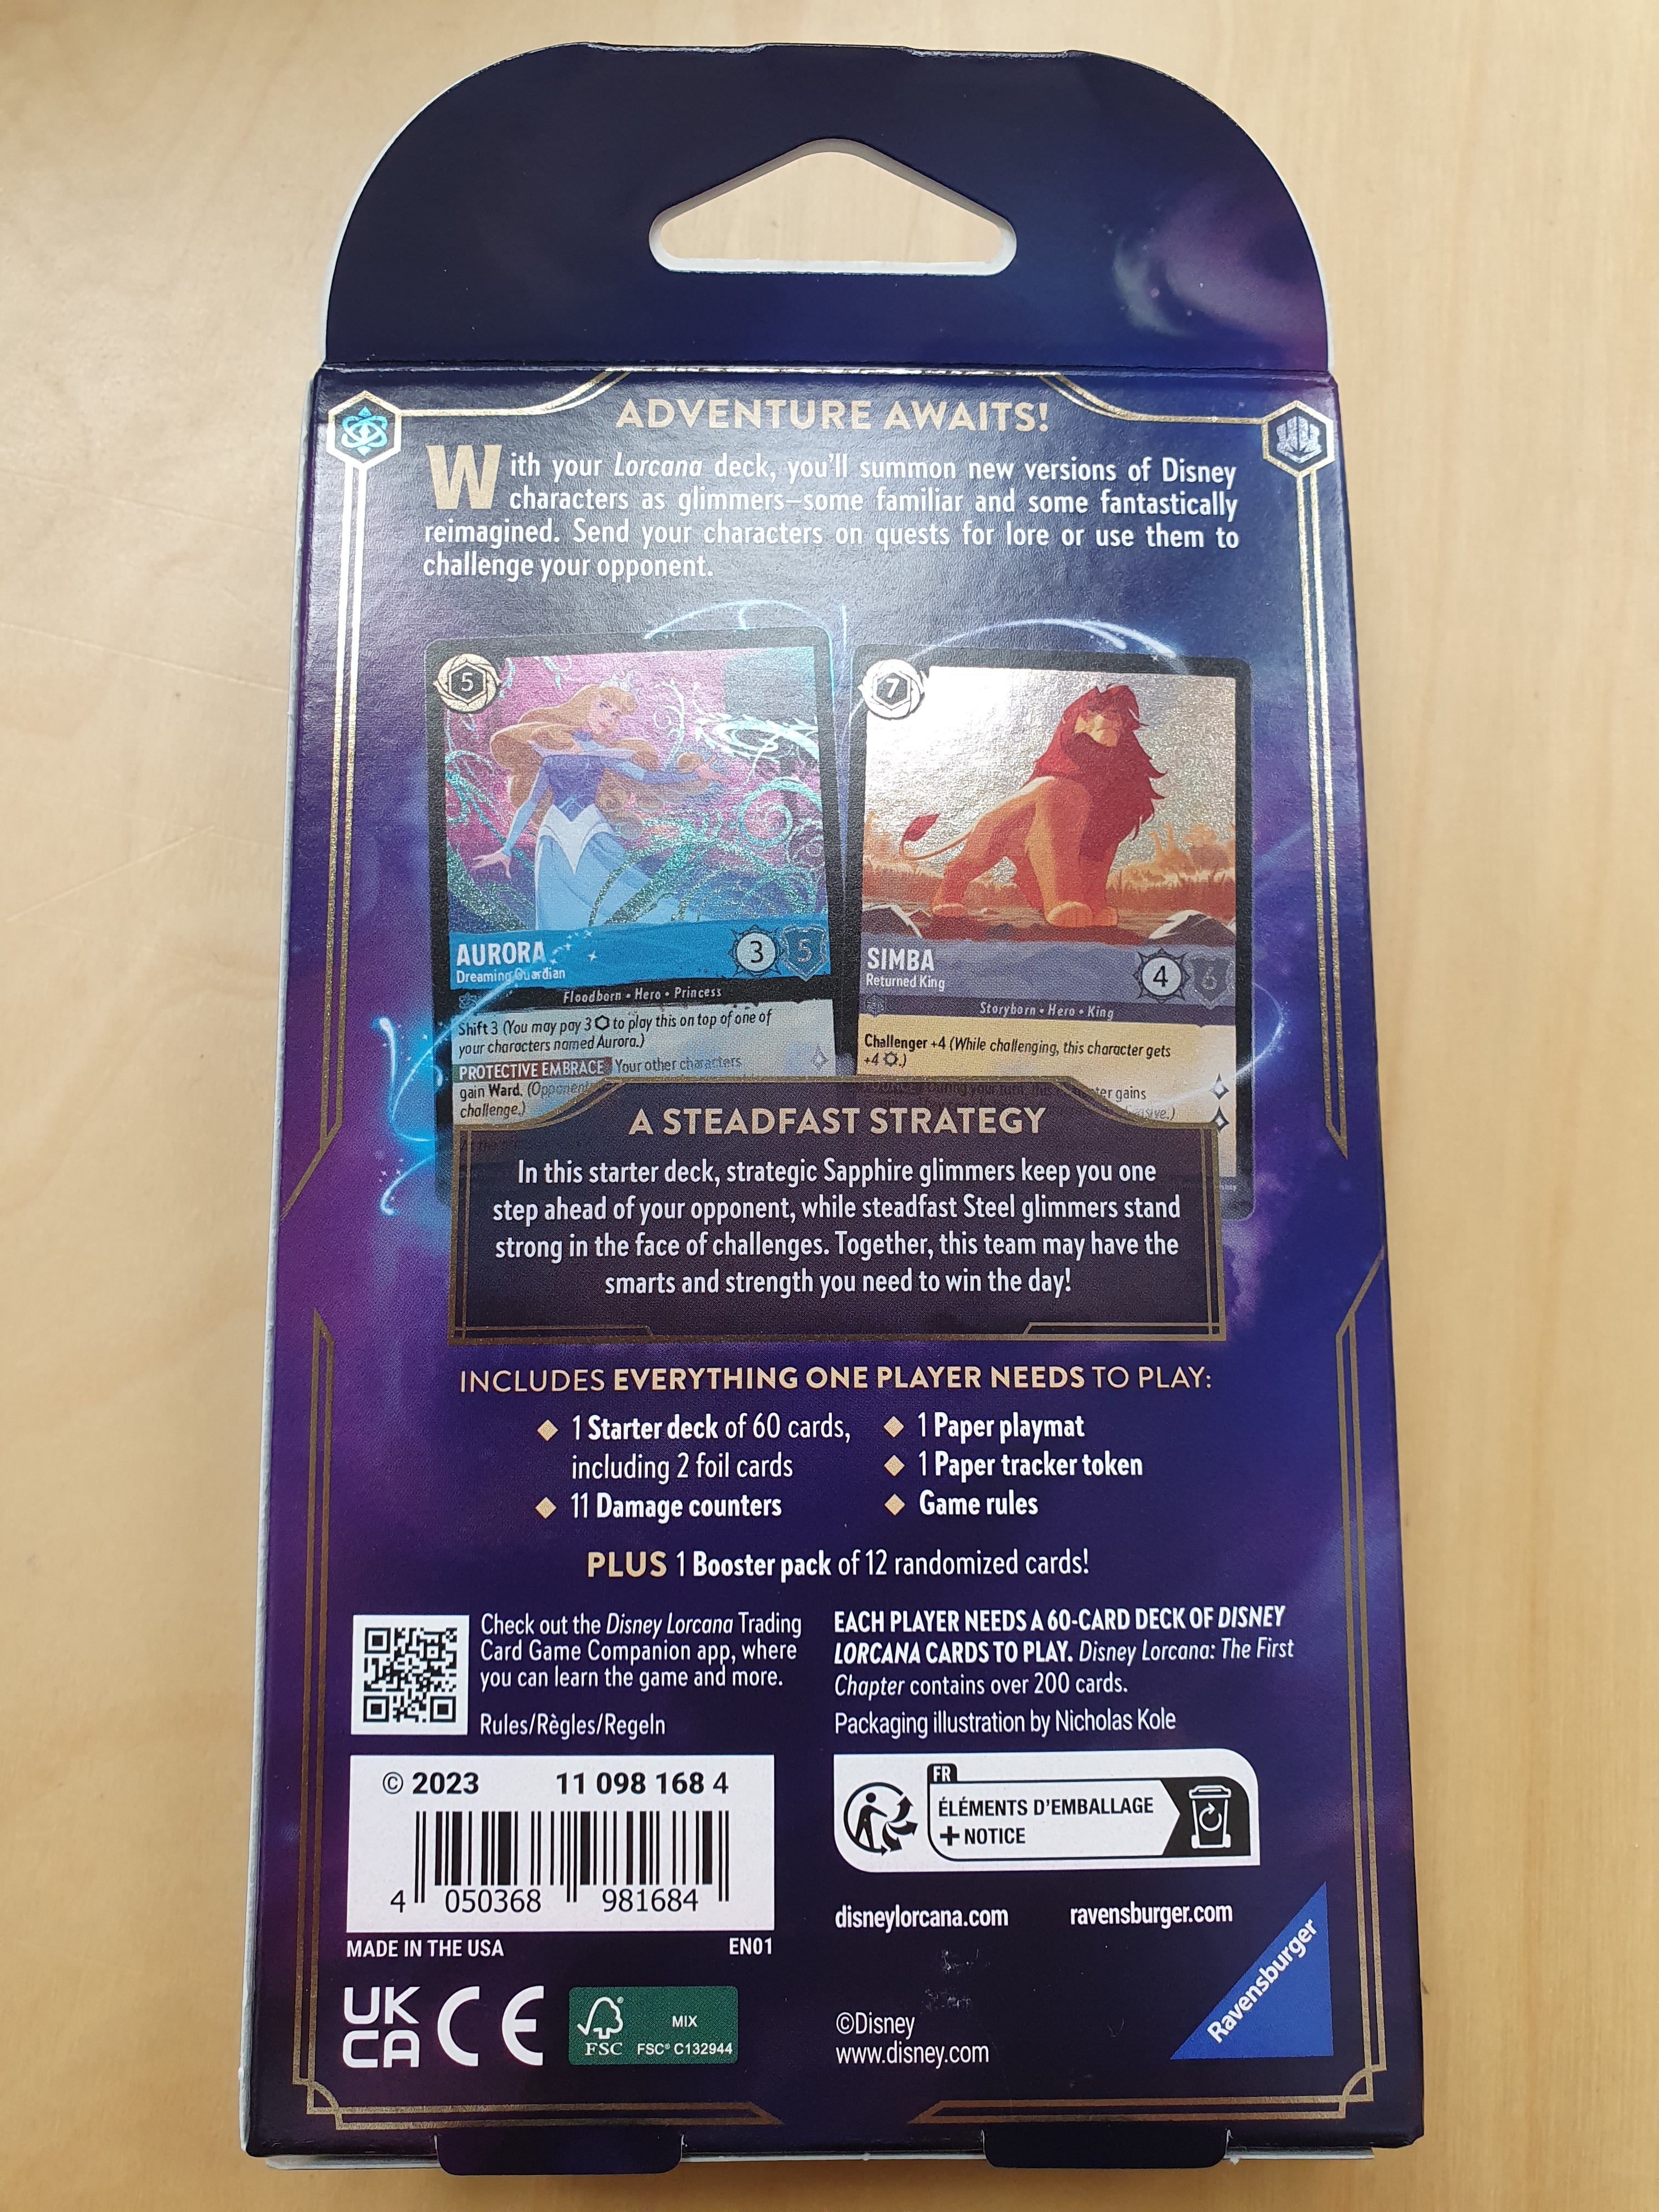 ADVENTURE AWAITS!
With your Lorcana deck, you'll summon new versions of Disney
characters as glimmers—some familiar and some fantastically
reimagined. Send your characters on quests for lore or use them to
challenge your opponent.
5
AURORA
Dreaming Guardian
3
5
Floodborn • Hero • Princess
Shift 3 (You may pay 3 to play this on top of one of
your characters named Aurora.)
PROTECTIVE EMBRACE Your other characters
gain Ward. (Opponent
challenge.)
7
SIMBA
Returned King
4
6
Storyborn • Hero • King
Challenger +4 (While challenging, this character gets
+4 .)
POUNCE During your turn, this character gains
A STEADFAST STRATEGY
In this starter deck, strategic Sapphire glimmers keep you one
step ahead of your opponent, while steadfast Steel glimmers stand
strong in the face of challenges. Together, this team may have the
smarts and strength you need to win the day!
INCLUDES EVERYTHING ONE PLAYER NEEDS TO PLAY:
1 Starter deck of 60 cards,
including 2 foil cards
11 Damage counters
1 Paper playmat
1 Paper tracker token
Game rules
PLUS 1 Booster pack of 12 randomized cards!
Check out the Disney Lorcana Trading
Card Game Companion app, where
you can learn the game and more.
Rules/Règles/Regeln
EACH PLAYER NEEDS A 60-CARD DECK OF DISNEY
LORCANA CARDS TO PLAY. Disney Lorcana: The First
Chapter contains over 200 cards.
Packaging illustration by Nicholas Kole
© 2023 11 098 168 4
4 050368 981684
MADE IN THE USA EN01
FR
ÉLÉMENTS D'EMBALLAGE
+ NOTICE
disneylorcana.com ravensburger.com
UK
CA
CE
FSC
MIX
FSC® C132944
©Disney
www.disney.com
Ravensburger